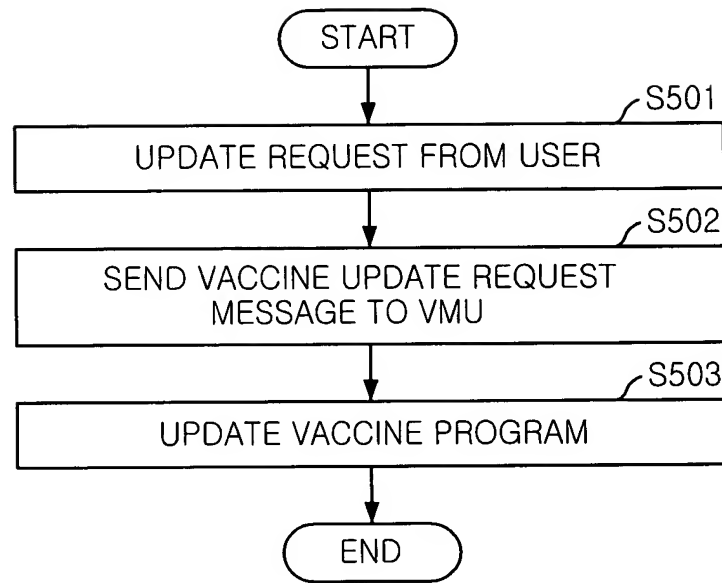 START
S501
UPDATE REQUEST FROM USER
S502
SEND VACCINE UPDATE REQUEST
MESSAGE TO VMU
S503
UPDATE VACCINE PROGRAM
END